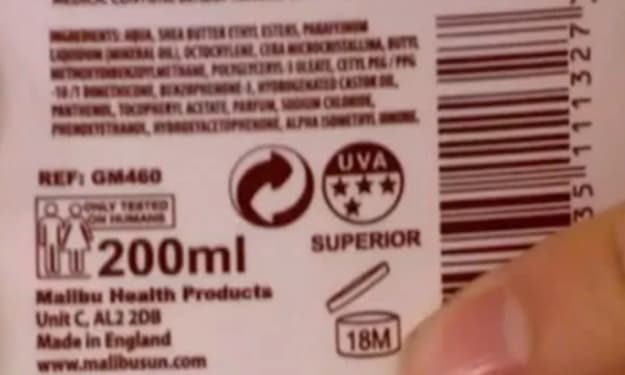 INGREDIENTS: AQUA, SHEA BUTTER ETHYL ESTERS, PARAFFINUM
LIQUIDUM (MINERAL OIL), OCTOCRYLENE, CERA MICROCRISTALLINA, BUTYL
METHOXYDIBENZOYLMETHANE, POLYGLYCERYL-3 OLEATE, CETYL PEG/PPG
-10/1 DIMETHICONE, BENZOPHENONE-3, HYDROGENATED CASTOR OIL,
PANTHENOL, TOCOPHERYL ACETATE, PARFUM, SODIUM CHLORIDE,
PHENOXYETHANOL, HYDROXYACETOPHENONE, ALPHA ISOMETHYL IONONE.
REF: GM460
ONLY TESTED
ON HUMANS
200ml
UVA
SUPERIOR
Malibu Health Products
Unit C, AL2 2DB
Made in England
www.malibusun.com
18M
35111327